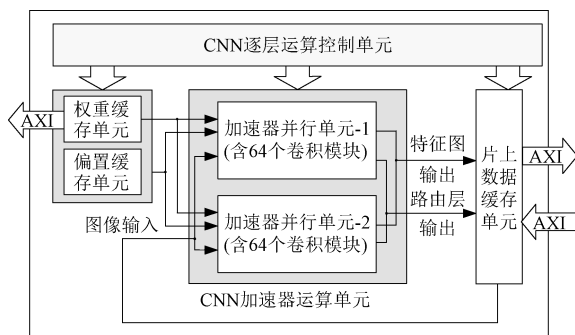 CNN逐层运算控制单元
AXI
权重缓
存单元
偏置缓
存单元
加速器并行单元-1
(含64个卷积模块)
特征图
输出
片上
数据
缓存
单元
AXI
路由层
输出
AXI
图像输入
加速器并行单元-2
(含64个卷积模块)
CNN加速器运算单元